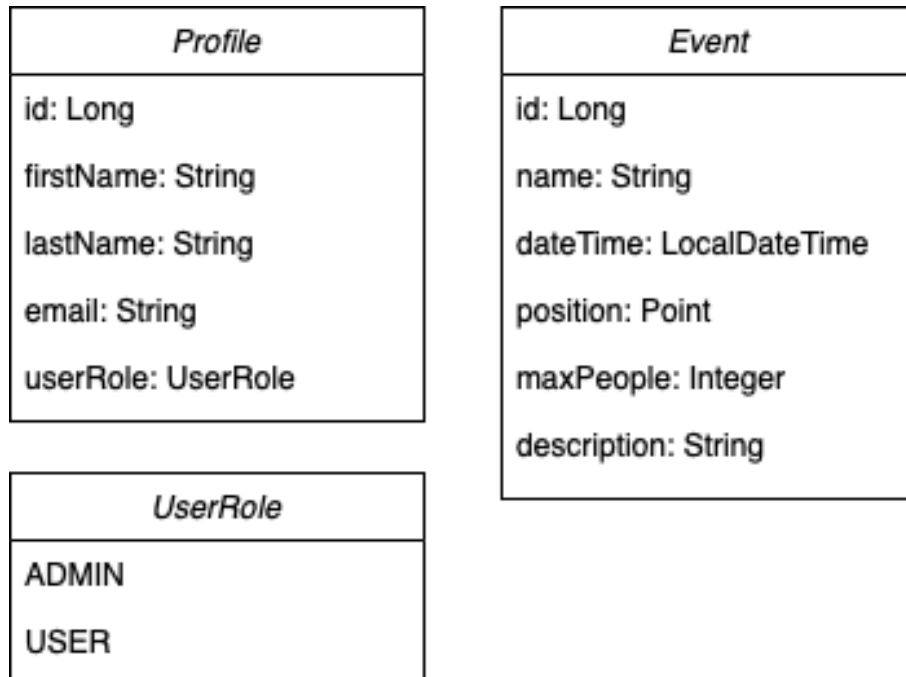 Profile
id: Long
firstName: String
lastName: String
email: String
userRole: UserRole
Event
id: Long
name: String
dateTime: LocalDateTime
position: Point
maxPeople: Integer
description: String
UserRole
ADMIN
USER